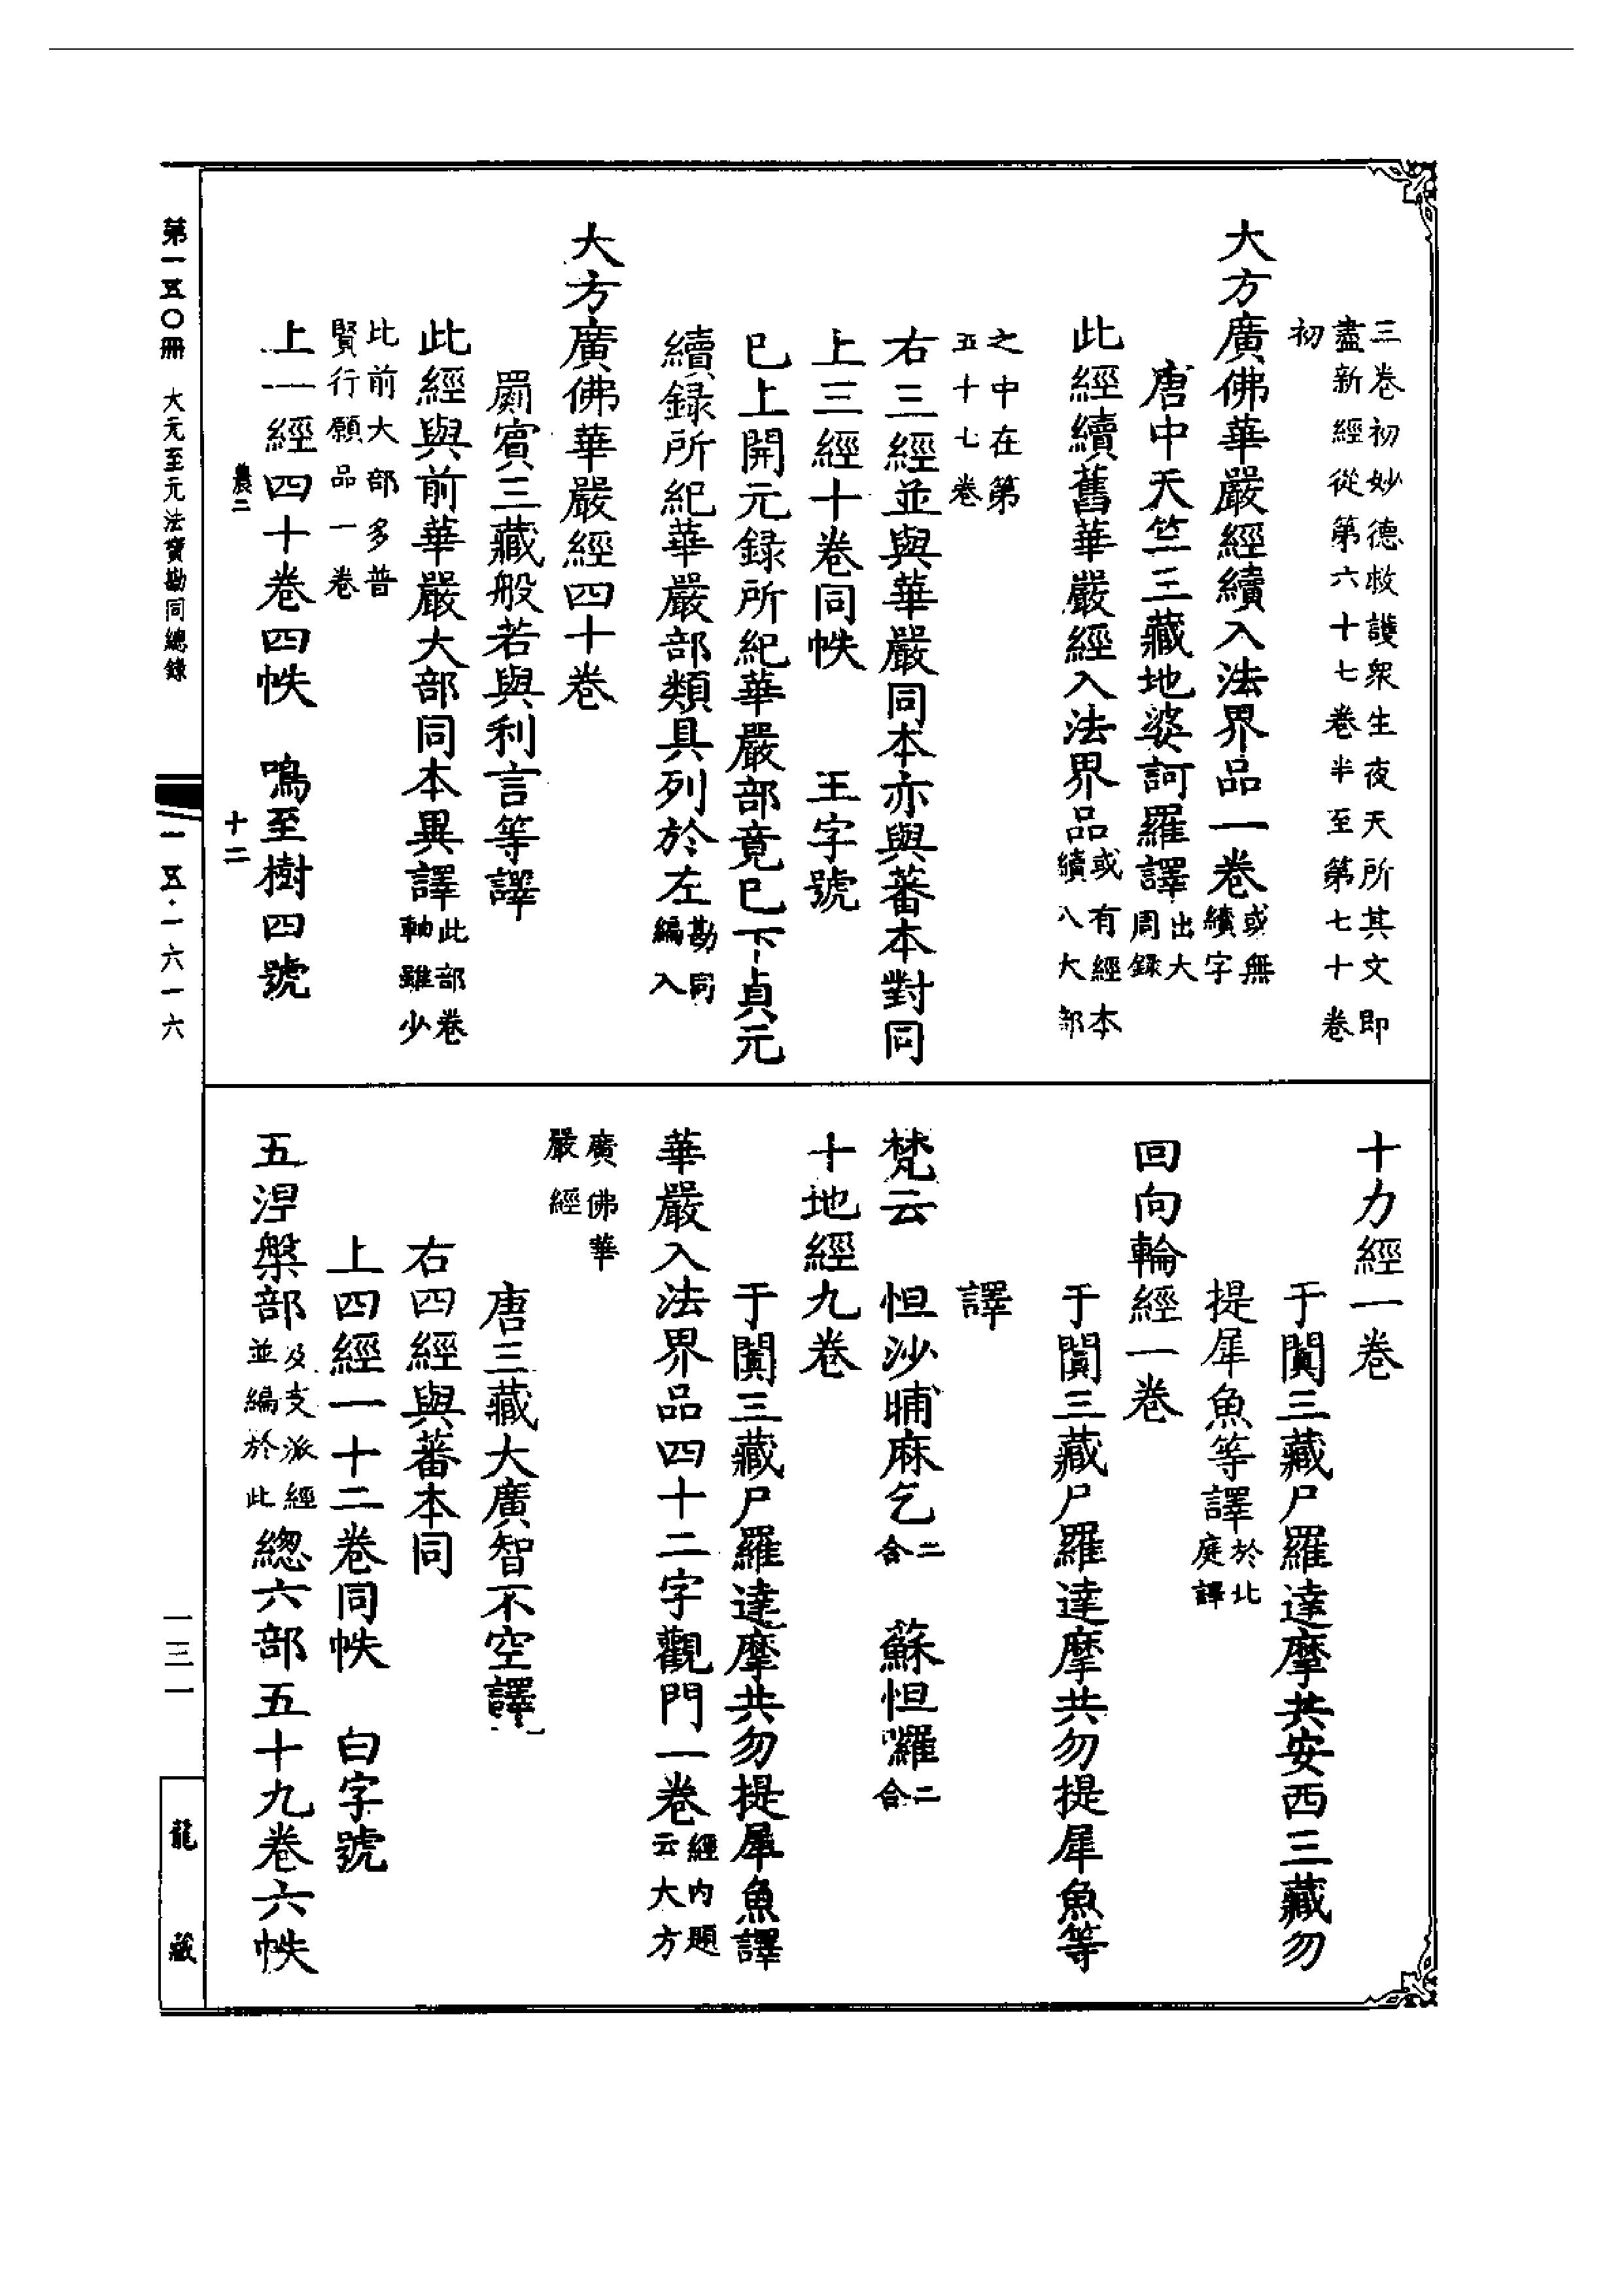 三卷初妙德救護衆生夜天所其文即
盡新經從第六十七卷半至第七十卷
初
大方廣佛華嚴經續入法界品一卷或無續字
唐中天竺三藏地婆訶羅譯出大周録
此經續舊華嚴經入法界品或有經本續入大部
之中在第五十七卷
右三經並與華嚴同本亦與蕃本對同
上三經十卷同帙　王字號
已上開元録所紀華嚴部竟已下貞元
續録所紀華嚴部類具列於左勘同編入
大方廣佛華嚴經四十卷
罽賓三藏般若與利言等譯
此經與前華嚴大部同本異譯此部卷軸雖少
比前大部多普賢行願品一卷
上一經四十卷四帙　鳴至樹四號
農二　十二
十力經一卷
于闐三藏尸羅達摩共安西三藏勿
提犀魚等譯於北庭譯
回向輪經一卷
于闐三藏尸羅達摩共勿提犀魚等
譯
梵云　怛沙晡麻乞二合　蘇怛囉二合
十地經九卷
于闐三藏尸羅達摩共勿提犀魚譯
華嚴入法界品四十二字觀門一卷經内題云大方
廣佛華嚴經
唐三藏大廣智不空譯
右四經與蕃本同
上四經一十二卷同帙　白字號
五涅槃部及支派經並編於此總六部五十九卷六帙
第一五〇冊　大元至元法寶勘同總錄
一五·一六一六
一三一
龍藏